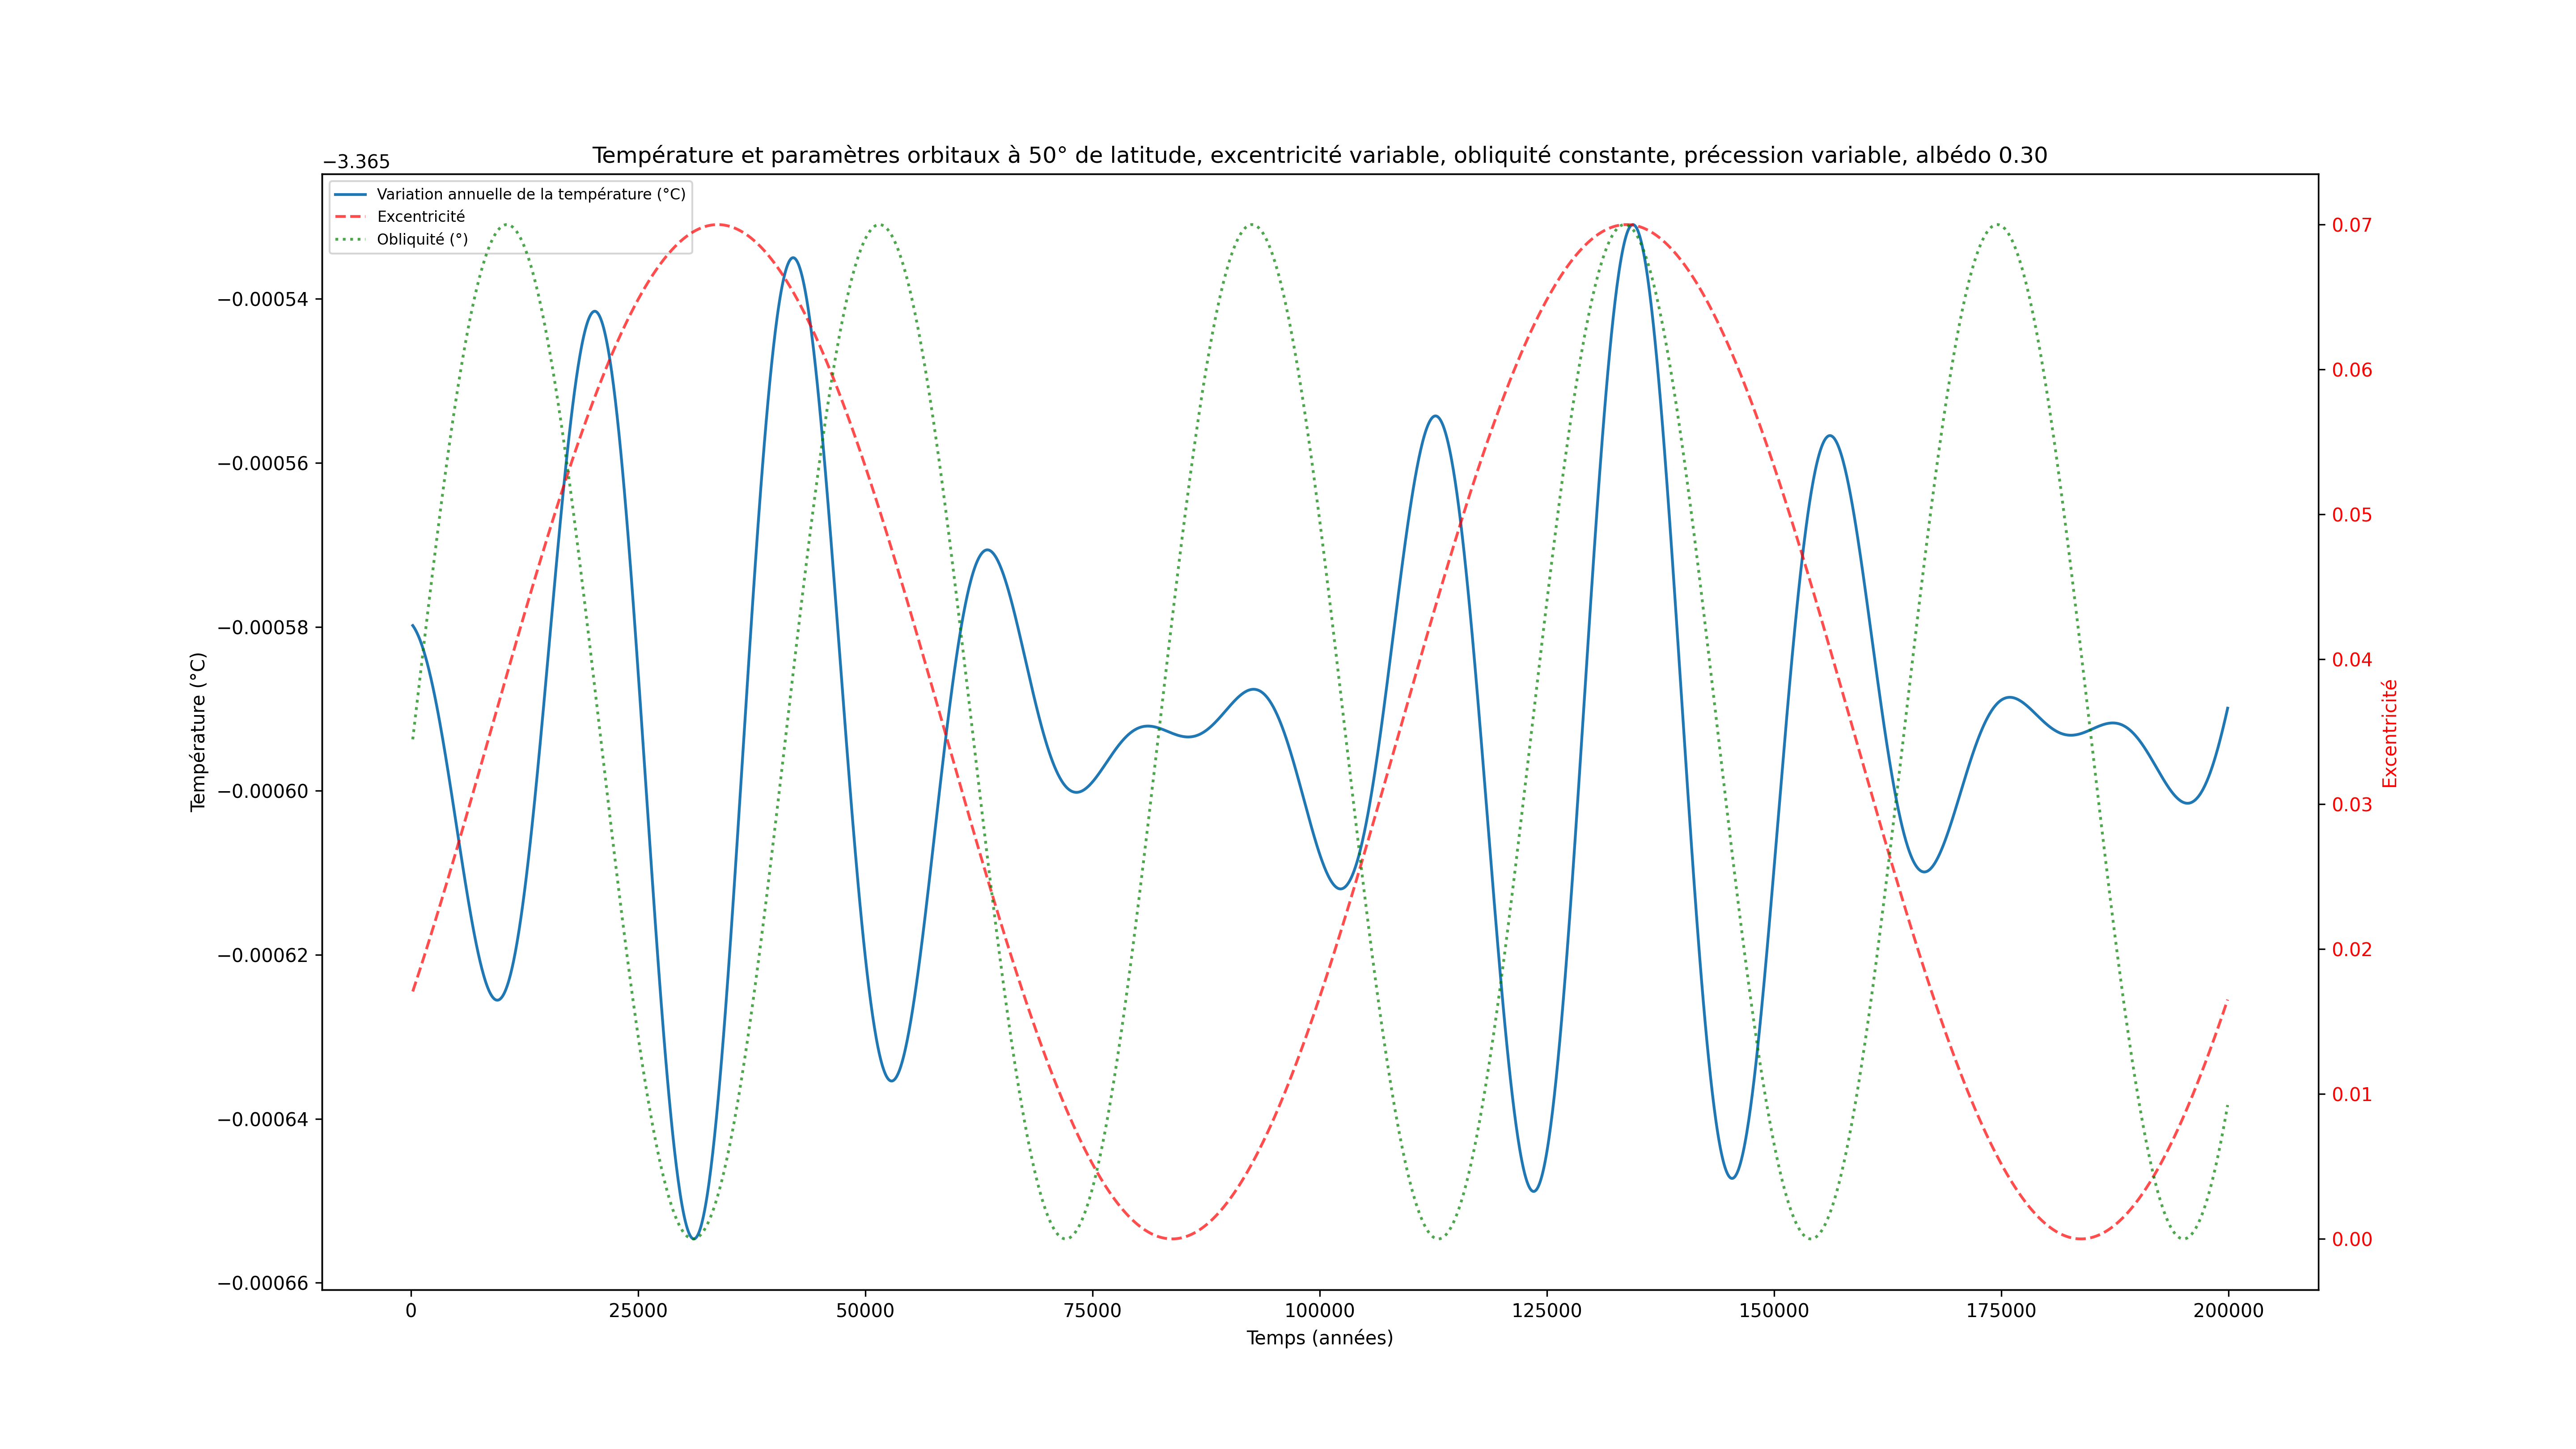 Température et paramètres orbitaux à 50° de latitude, excentricité variable, obliquité constante, précession variable, albédo 0.30
−3.365
Variation annuelle de la température (°C)
Excentricité
Obliquité (°)
Température (°C)
−0.00054
−0.00056
−0.00058
−0.00060
−0.00062
−0.00064
−0.00066
0.07
0.06
0.05
0.04
0.03
0.02
0.01
0.00
Excentricité
0 25000 50000 75000 100000 125000 150000 175000 200000
Temps (années)